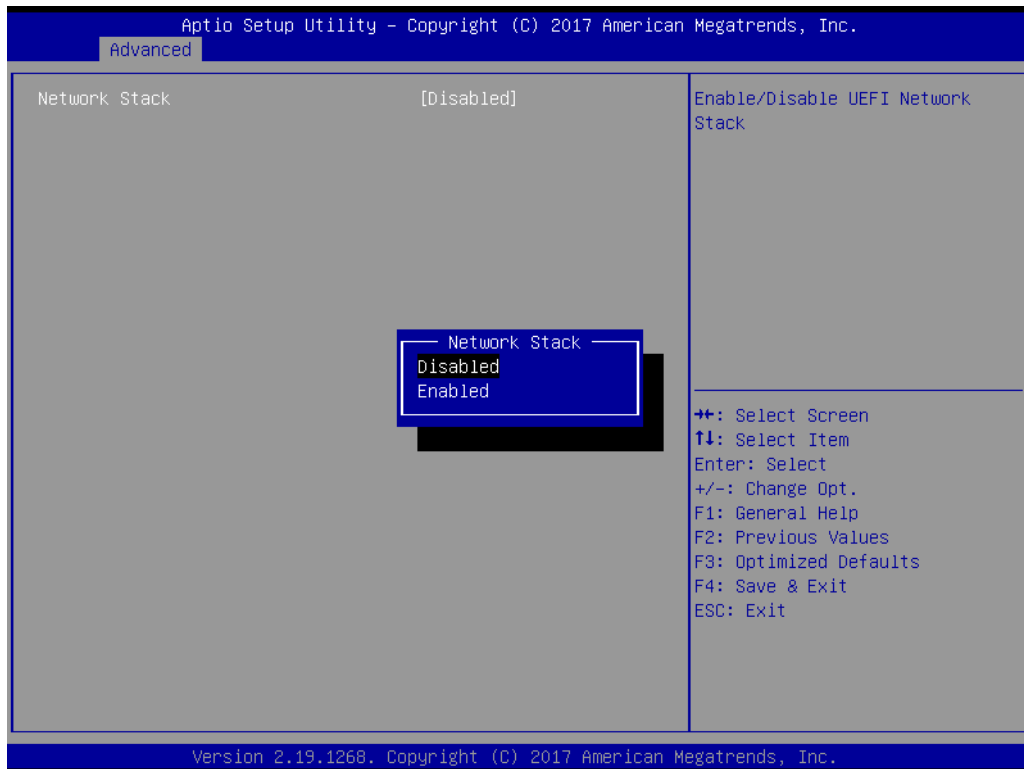 Aptio Setup Utility – Copyright (C) 2017 American Megatrends, Inc.
Advanced
Network Stack [Disabled]
Enable/Disable UEFI Network
Stack
Network Stack
Disabled
Enabled
→←: Select Screen
↑↓: Select Item
Enter: Select
+/-: Change Opt.
F1: General Help
F2: Previous Values
F3: Optimized Defaults
F4: Save & Exit
ESC: Exit
Version 2.19.1268. Copyright (C) 2017 American Megatrends, Inc.